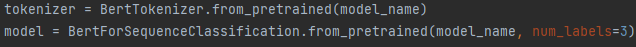 tokenizer = BertTokenizer.from_pretrained(model_name)
model = BertForSequenceClassification.from_pretrained(model_name, num_labels=3)